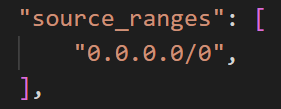 "source_ranges": [
"0.0.0.0/0",
],